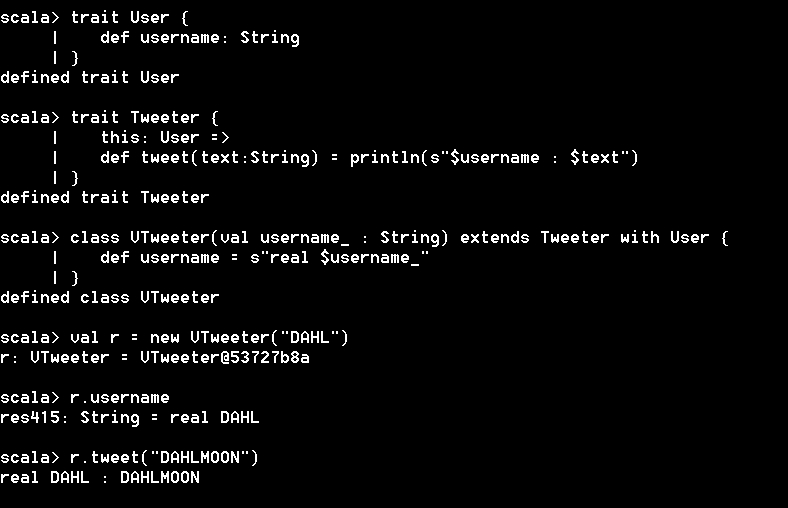 scala> trait User {
     |    def username: String
     | }
defined trait User

scala> trait Tweeter {
     |    this: User =>
     |    def tweet(text:String) = println(s"$username : $text")
     | }
defined trait Tweeter

scala> class VTweeter(val username_ : String) extends Tweeter with User {
     |    def username = s"real $username_"
     | }
defined class VTweeter

scala> val r = new VTweeter("DAHL")
r: VTweeter = VTweeter@53727b8a

scala> r.username
res415: String = real DAHL

scala> r.tweet("DAHLMOON")
real DAHL : DAHLMOON